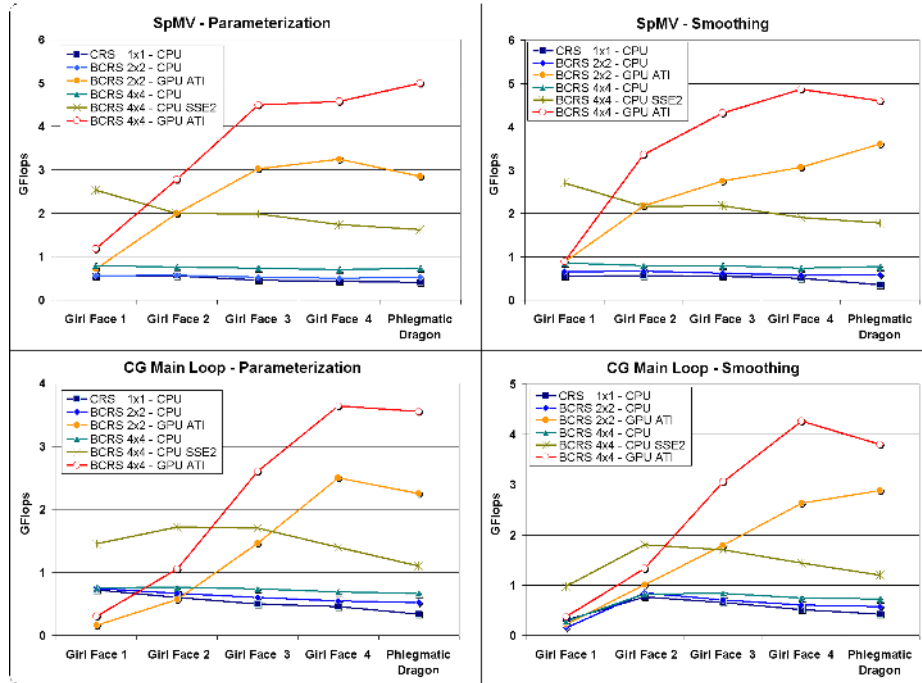 SpMV - Parameterization
6
5
4
3
2
1
0
GFlops
CRS 1x1 - CPU
BCRS 2x2 - CPU
BCRS 2x2 - GPU ATI
BCRS 4x4 - CPU
BCRS 4x4 - CPU SSE2
BCRS 4x4 - GPU ATI
Girl Face 1 Girl Face 2 Girl Face 3 Girl Face 4 Phlegmatic
Dragon
SpMV - Smoothing
6
5
4
3
2
1
0
GFlops
CRS 1x1 - CPU
BCRS 2x2 - CPU
BCRS 2x2 - GPU ATI
BCRS 4x4 - CPU
BCRS 4x4 - CPU SSE2
BCRS 4x4 - GPU ATI
Girl Face 1 Girl Face 2 Girl Face 3 Girl Face 4 Phlegmatic
Dragon
CG Main Loop - Parameterization
4
3
2
1
0
GFlops
CRS 1x1 - CPU
BCRS 2x2 - CPU
BCRS 2x2 - GPU ATI
BCRS 4x4 - CPU
BCRS 4x4 - CPU SSE2
BCRS 4x4 - GPU ATI
Girl Face 1 Girl Face 2 Girl Face 3 Girl Face 4 Phlegmatic
Dragon
CG Main Loop - Smoothing
5
4
3
2
1
0
GFlops
CRS 1x1 - CPU
BCRS 2x2 - CPU
BCRS 2x2 - GPU ATI
BCRS 4x4 - CPU
BCRS 4x4 - CPU SSE2
BCRS 4x4 - GPU ATI
Girl Face 1 Girl Face 2 Girl Face 3 Girl Face 4 Phlegmatic
Dragon